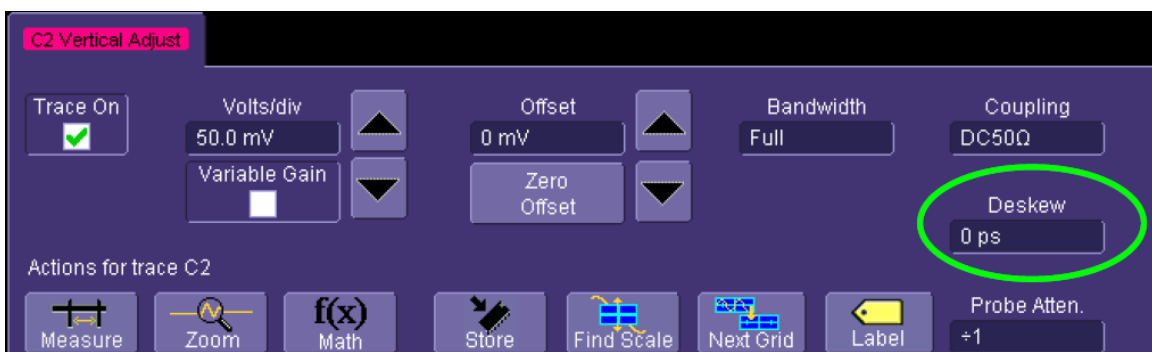 C2 Vertical Adjust
Trace On
Volts/div
50.0 mV
Variable Gain
Offset
0 mV
Zero
Offset
Bandwidth
Full
Coupling
DC50Ω
Deskew
0 ps
Actions for trace C2
Measure
Zoom
f(x)
Math
Store
Find Scale
Next Grid
Label
Probe Atten.
÷1